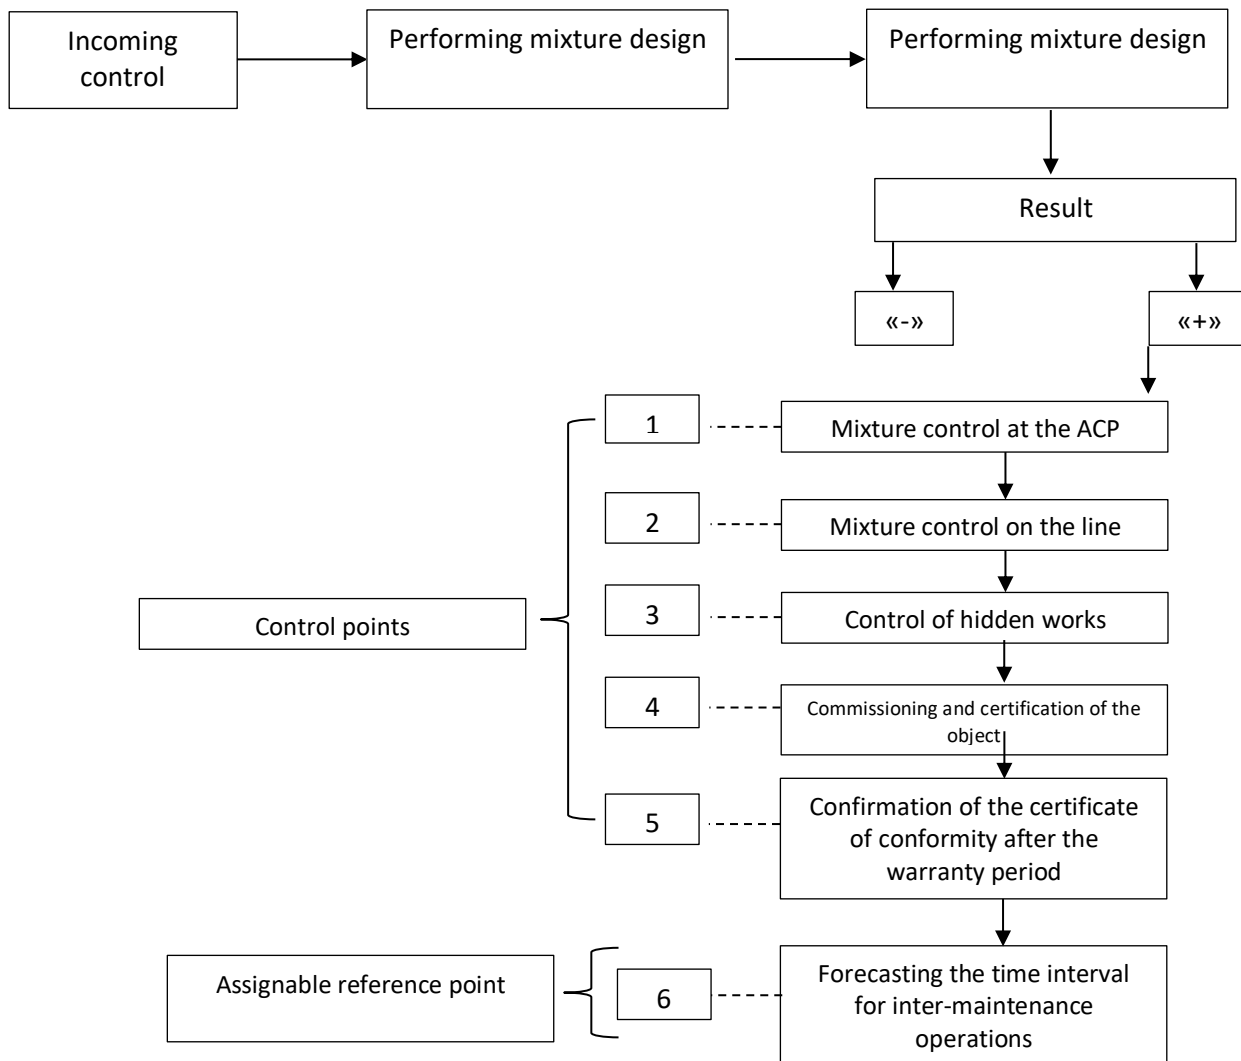 Incoming
control
Performing mixture design
Performing mixture design
Result
«-»
«+»
1
Mixture control at the ACP
2
Mixture control on the line
3
Control of hidden works
Control points
4
Commissioning and certification of the
object
5
Confirmation of the certificate
of conformity after the
warranty period
Assignable reference point
6
Forecasting the time interval
for inter-maintenance
operations